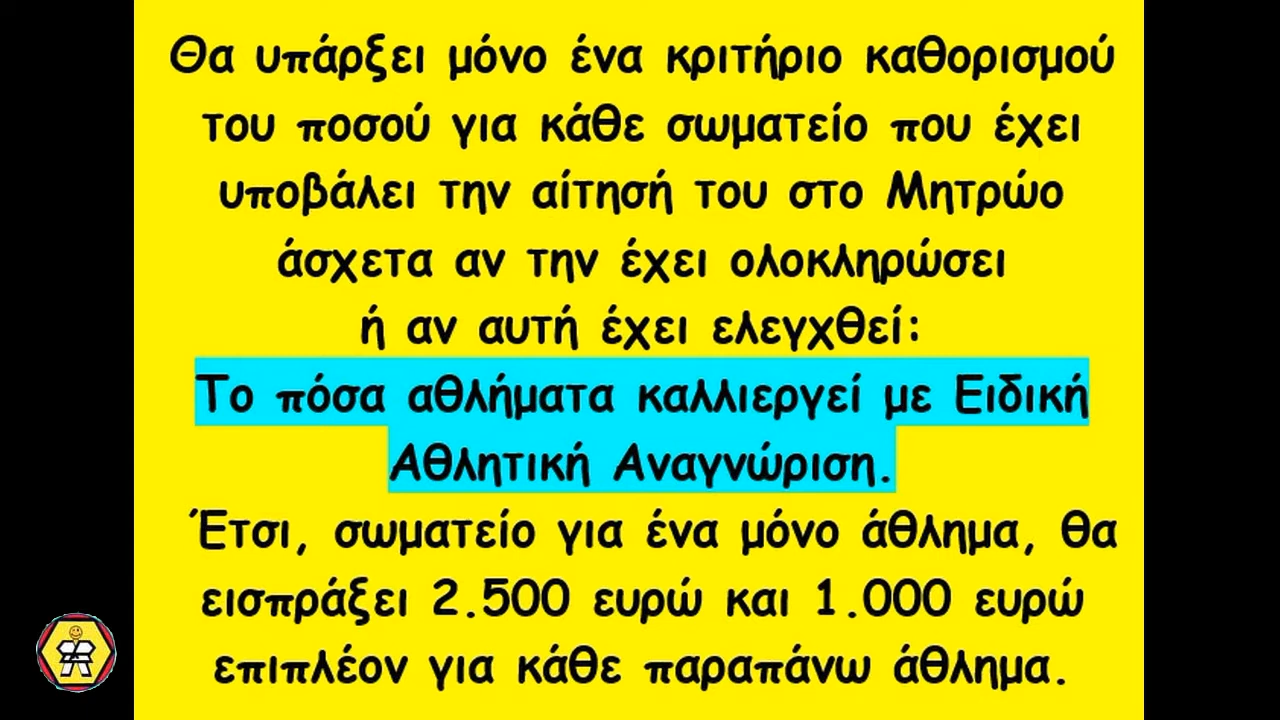 Θα υπάρξει μόνο ένα κριτήριο καθορισμού
του ποσού για κάθε σωματείο που έχει
υποβάλει την αίτησή του στο Μητρώο
άσχετα αν την έχει ολοκληρώσει
ή αν αυτή έχει ελεγχθεί:
Το πόσα αθλήματα καλλιεργεί με Ειδική
Αθλητική Αναγνώριση.
Έτσι, σωματείο για ένα μόνο άθλημα, θα
εισπράξει 2.500 ευρώ και 1.000 ευρώ
επιπλέον για κάθε παραπάνω άθλημα.